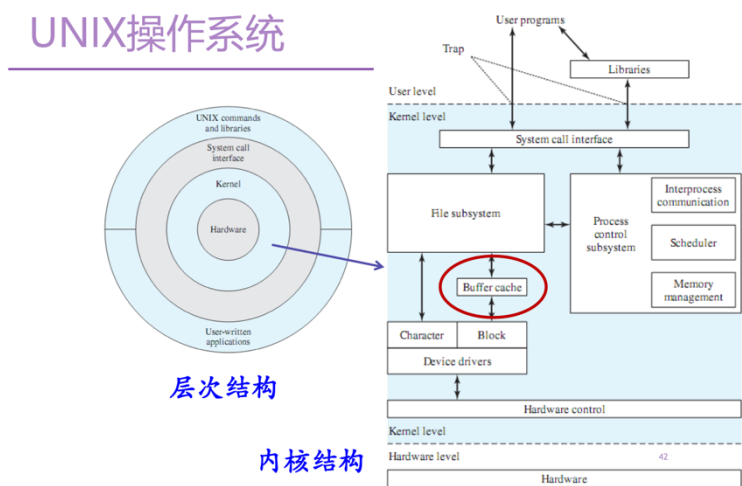 UNIX操作系统
UNIX commands
and libraries
System call
interface
Kernel
Hardware
User-written
applications
层次结构
内核结构
User programs
Trap
Libraries
User level
Kernel level
System call interface
File subsystem
Process
control
subsystem
Interprocess
communication
Scheduler
Memory
management
Buffer cache
Character
Block
Device drivers
Hardware control
Kernel level
Hardware level
42
Hardware